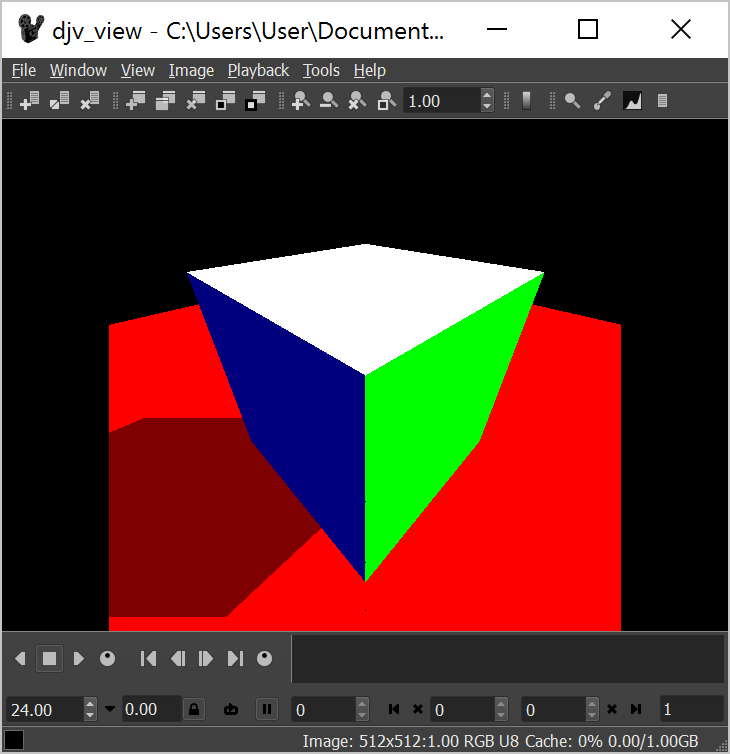 djv_view - C:\Users\User\Document...
File Window View Image Playback Tools Help
1.00
24.00 0.00 0 0 0 1
Image: 512x512:1.00 RGB U8 Cache: 0% 0.00/1.00GB